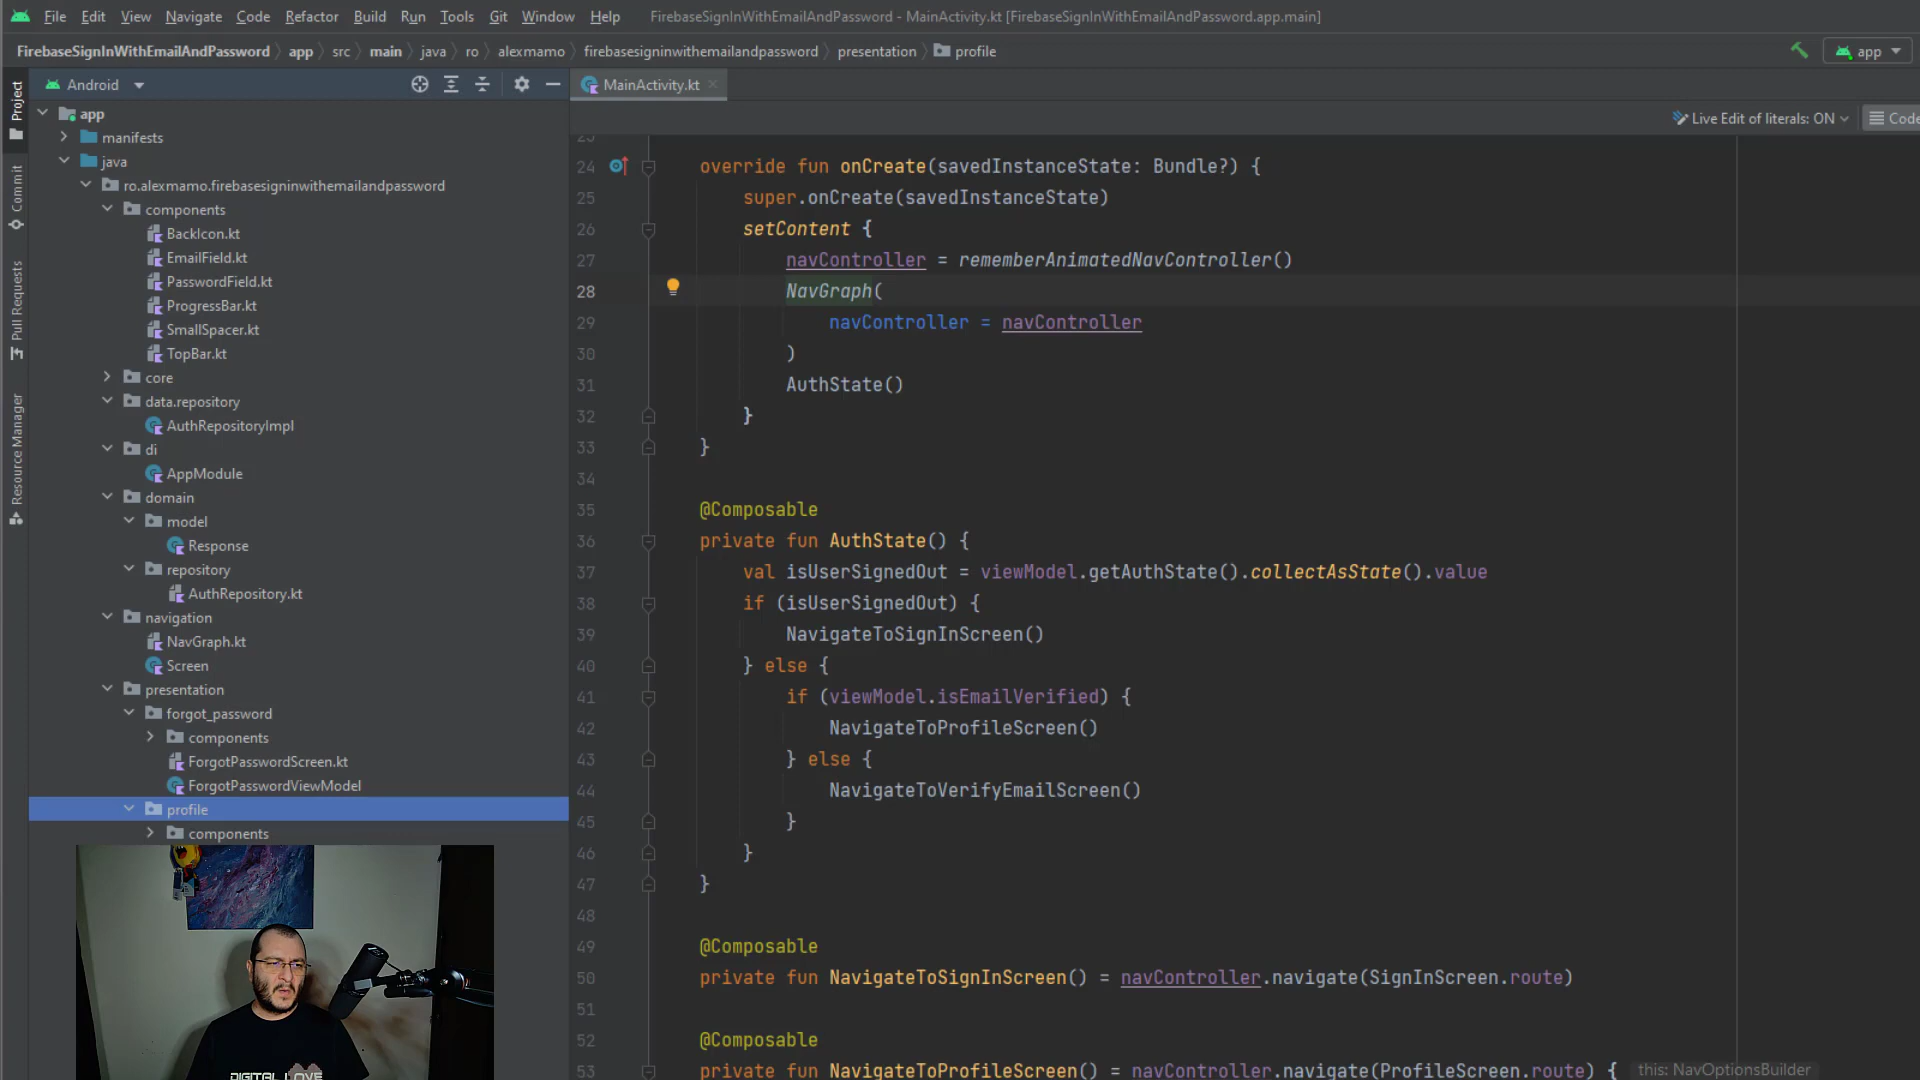 File Edit View Navigate Code Refactor Build Run Tools Git Window Help FirebaseSignInWithEmailAndPassword - MainActivity.kt [FirebaseSignInWithEmailAndPassword.app.main]
FirebaseSignInWithEmailAndPassword app src main java ro alexmamo firebasesigninwithemailandpassword presentation profile app
Android
MainActivity.kt
Project
Commit
Pull Requests
Resource Manager
Live Edit of literals: ON Code
app
manifests
java
ro.alexmamo.firebasesigninwithemailandpassword
components
BackIcon.kt
EmailField.kt
PasswordField.kt
ProgressBar.kt
SmallSpacer.kt
TopBar.kt
core
data.repository
AuthRepositoryImpl
di
AppModule
domain
model
Response
repository
AuthRepository.kt
navigation
NavGraph.kt
Screen
presentation
forgot_password
components
ForgotPasswordScreen.kt
ForgotPasswordViewModel
profile
components
24 override fun onCreate(savedInstanceState: Bundle?) {
25 super.onCreate(savedInstanceState)
26 setContent {
27 navController = rememberAnimatedNavController()
28 NavGraph(
29 navController = navController
30 )
31 AuthState()
32 }
33 }
34
35 @Composable
36 private fun AuthState() {
37 val isUserSignedOut = viewModel.getAuthState().collectAsState().value
38 if (isUserSignedOut) {
39 NavigateToSignInScreen()
40 } else {
41 if (viewModel.isEmailVerified) {
42 NavigateToProfileScreen()
43 } else {
44 NavigateToVerifyEmailScreen()
45 }
46 }
47 }
48
49 @Composable
50 private fun NavigateToSignInScreen() = navController.navigate(SignInScreen.route)
51
52 @Composable
53 private fun NavigateToProfileScreen() = navController.navigate(ProfileScreen.route) { this: NavOptionsBuilder
DIGITAL LOVE